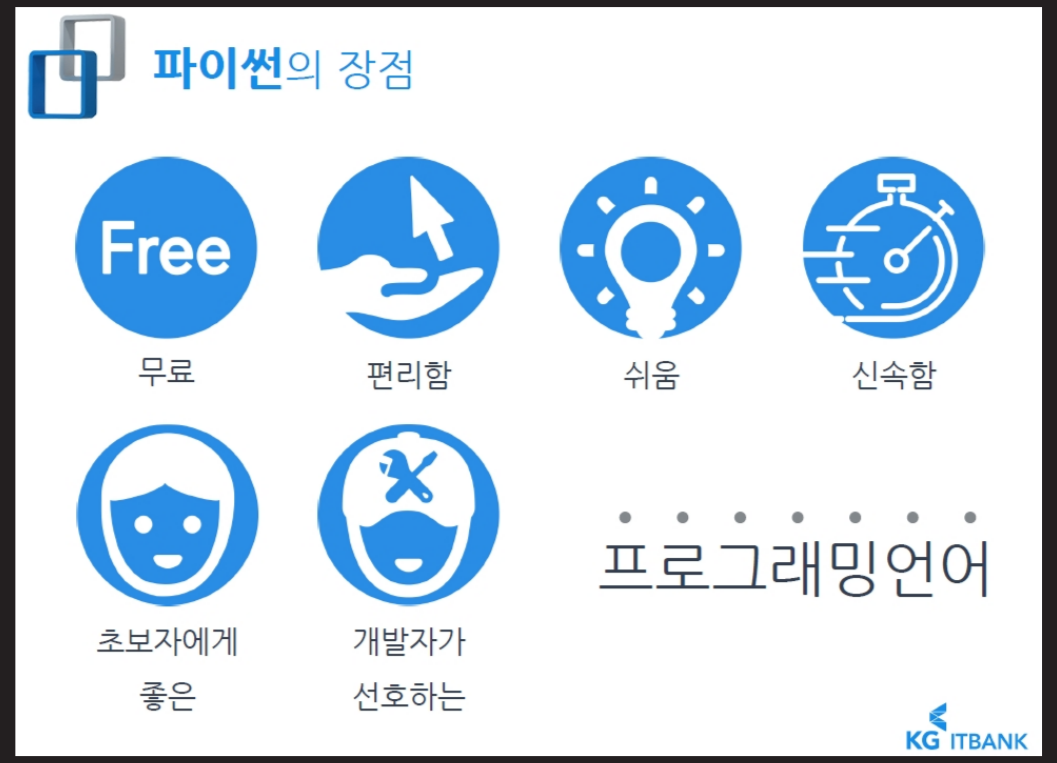 파이썬의 장점
Free
무료
편리함
쉬움
신속함
초보자에게
좋은
개발자가
선호하는
프로그래밍언어
KG ITBANK